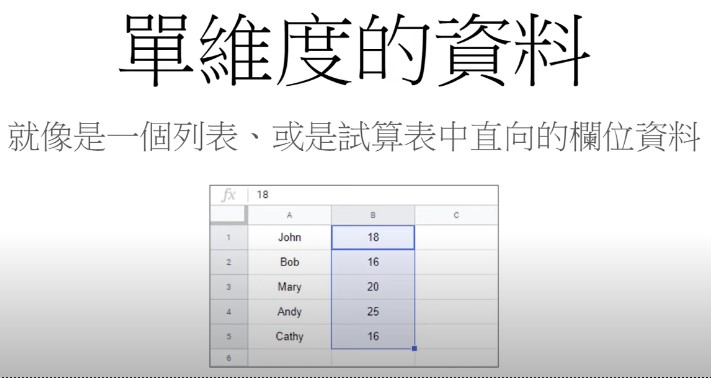 單維度的資料
就像是一個列表、或是試算表中直向的欄位資料
fx 18
A B C
1 John 18
2 Bob 16
3 Mary 20
4 Andy 25
5 Cathy 16
6